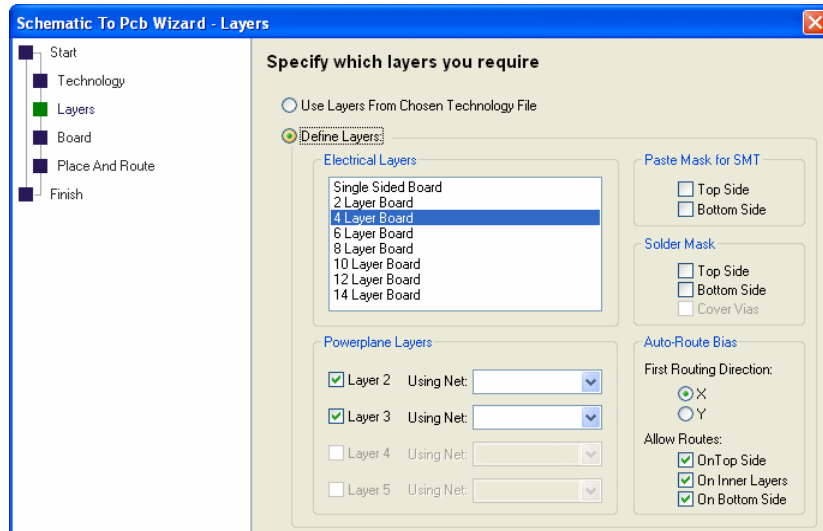 Schematic To Pcb Wizard - Layers
Start
Technology
Layers
Board
Place And Route
Finish
Specify which layers you require
Use Layers From Chosen Technology File
Define Layers:
Electrical Layers
Single Sided Board
2 Layer Board
4 Layer Board
6 Layer Board
8 Layer Board
10 Layer Board
12 Layer Board
14 Layer Board
Paste Mask for SMT
Top Side
Bottom Side
Solder Mask
Top Side
Bottom Side
Cover Vias
Powerplane Layers
Layer 2 Using Net:
Layer 3 Using Net:
Layer 4 Using Net:
Layer 5 Using Net:
Auto-Route Bias
First Routing Direction:
X
Y
Allow Routes:
OnTop Side
On Inner Layers
On Bottom Side